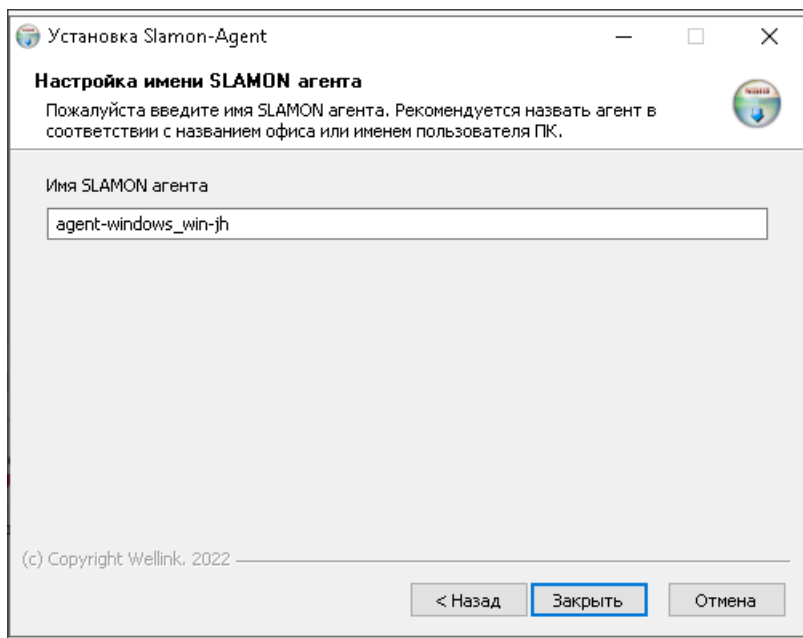 Установка Slamon-Agent
Настройка имени SLAMON агента
Пожалуйста введите имя SLAMON агента. Рекомендуется назвать агент в
соответствии с названием офиса или именем пользователя ПК.
Имя SLAMON агента
agent-windows_win-jh
(c) Copyright Wellink. 2022
< Назад
Закрыть
Отмена